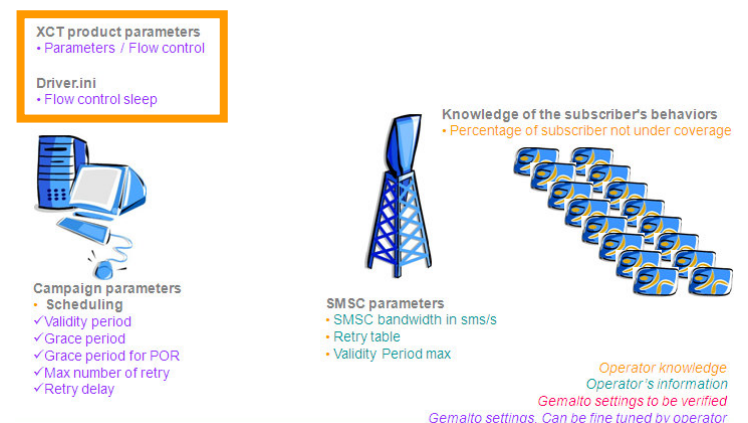 XCT product parameters
• Parameters / Flow control
Driver.ini
• Flow control sleep
Knowledge of the subscriber's behaviors
• Percentage of subscriber not under coverage
Campaign parameters
• Scheduling
✓Validity period
✓Grace period
✓Grace period for POR
✓Max number of retry
✓Retry delay
SMSC parameters
• SMSC bandwidth in sms/s
• Retry table
• Validity Period max
Operator knowledge
Operator's information
Gemalto settings to be verified
Gemalto settings. Can be fine tuned by operator